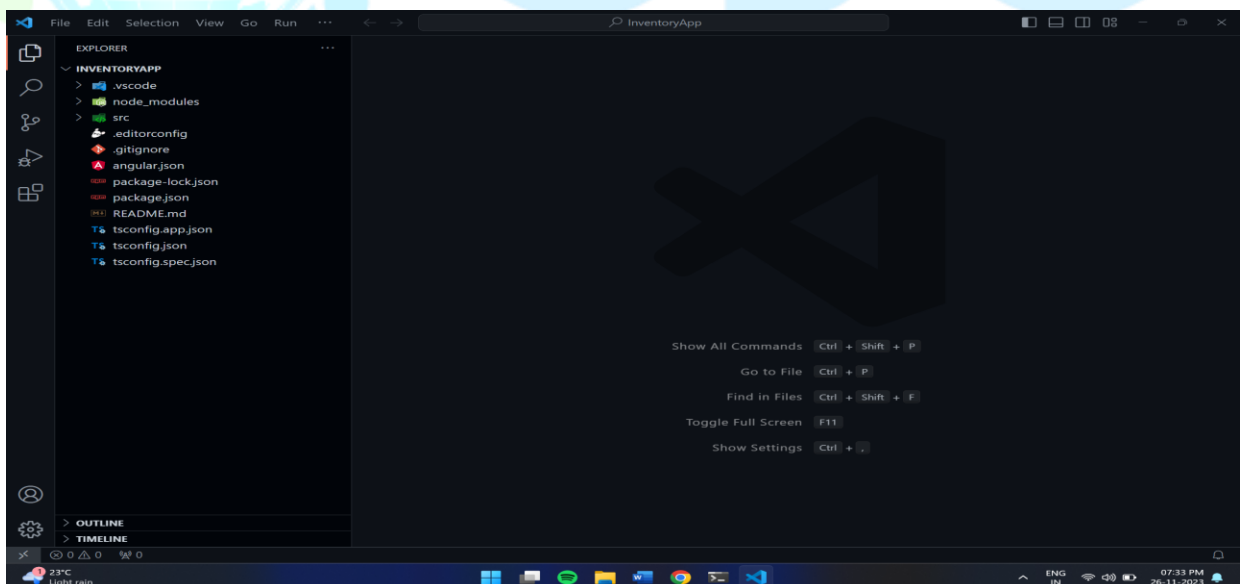 File Edit Selection View Go Run ··· InventoryApp
EXPLORER ···
INVENTORYAPP
.vscode
node_modules
src
.editorconfig
.gitignore
angular.json
package-lock.json
package.json
README.md
tsconfig.app.json
tsconfig.json
tsconfig.spec.json
Show All Commands Ctrl + Shift + P
Go to File Ctrl + P
Find in Files Ctrl + Shift + F
Toggle Full Screen F11
Show Settings Ctrl + ,
OUTLINE
TIMELINE
0 0 0
1 23°C ENG 07:33 PM
Light rain IN 26-11-2023